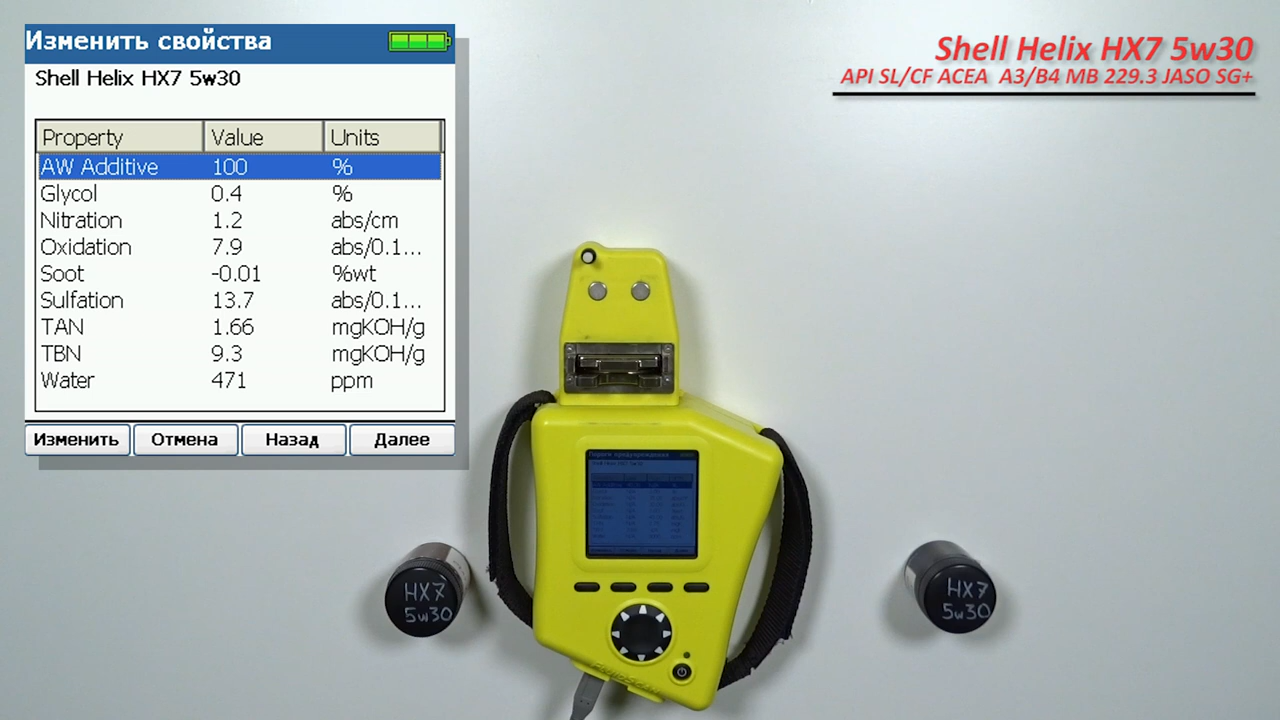 Изменить свойства
Shell Helix HX7 5w30
Property Value Units
AW Additive 100 %
Glycol 0.4 %
Nitration 1.2 abs/cm
Oxidation 7.9 abs/0.1...
Soot -0.01 %wt
Sulfation 13.7 abs/0.1...
TAN 1.66 mgKOH/g
TBN 9.3 mgKOH/g
Water 471 ppm
Изменить Отмена Назад Далее
Shell Helix HX7 5w30
API SL/CF ACEA A3/B4 MB 229.3 JASO SG+
HX7
5w30
HX7
5w30